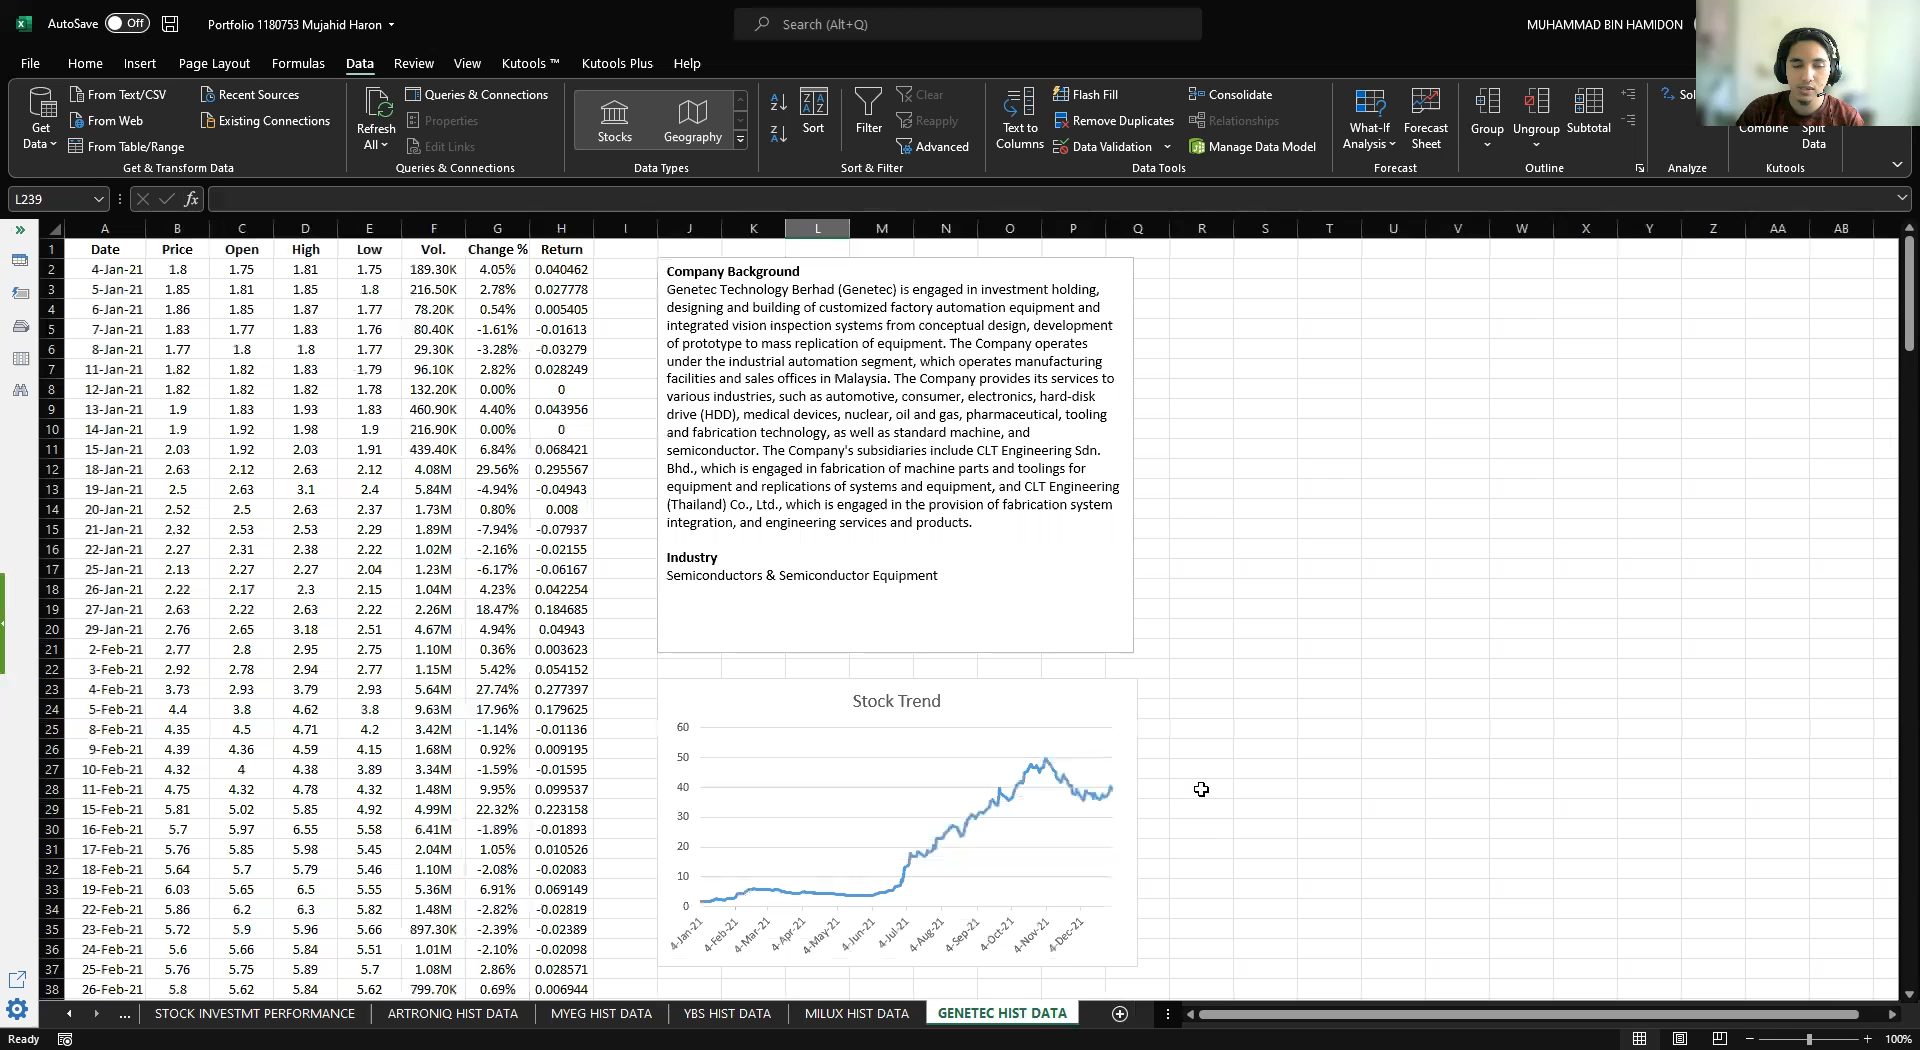 AutoSave Off Portfolio 1180753 Mujahid Haron Search (Alt+Q) MUHAMMAD BIN HAMIDON
File Home Insert Page Layout Formulas Data Review View Kutools ™ Kutools Plus Help
Get Data
From Text/CSV
From Web
From Table/Range
Recent Sources
Existing Connections
Get & Transform Data
Refresh All
Queries & Connections
Properties
Edit Links
Queries & Connections
Stocks
Geography
Data Types
Sort
Filter
Clear
Reapply
Advanced
Sort & Filter
Text to Columns
Flash Fill
Remove Duplicates
Data Validation
Consolidate
Relationships
Manage Data Model
Data Tools
What-If Analysis
Forecast Sheet
Forecast
Group
Ungroup
Subtotal
Outline
Analyze
Combine
Split Data
Kutools
L239 fx
A B C D E F G H I J K L M N O P Q R S T U V W X Y Z AA AB
1 Date Price Open High Low Vol. Change % Return
2 4-Jan-21 1.8 1.75 1.81 1.75 189.30K 4.05% 0.040462
3 5-Jan-21 1.85 1.81 1.85 1.8 216.50K 2.78% 0.027778
4 6-Jan-21 1.86 1.85 1.87 1.77 78.20K 0.54% 0.005405
5 7-Jan-21 1.83 1.77 1.83 1.76 80.40K -1.61% -0.01613
6 8-Jan-21 1.77 1.8 1.8 1.77 29.30K -3.28% -0.03279
7 11-Jan-21 1.82 1.82 1.83 1.79 96.10K 2.82% 0.028249
8 12-Jan-21 1.82 1.82 1.82 1.78 132.20K 0.00% 0
9 13-Jan-21 1.9 1.83 1.93 1.83 460.90K 4.40% 0.043956
10 14-Jan-21 1.9 1.92 1.98 1.9 216.90K 0.00% 0
11 15-Jan-21 2.03 1.92 2.03 1.91 439.40K 6.84% 0.068421
12 18-Jan-21 2.63 2.12 2.63 2.12 4.08M 29.56% 0.295567
13 19-Jan-21 2.5 2.63 3.1 2.4 5.84M -4.94% -0.04943
14 20-Jan-21 2.52 2.5 2.63 2.37 1.73M 0.80% 0.008
15 21-Jan-21 2.32 2.53 2.53 2.29 1.89M -7.94% -0.07937
16 22-Jan-21 2.27 2.31 2.38 2.22 1.02M -2.16% -0.02155
17 25-Jan-21 2.13 2.27 2.27 2.04 1.23M -6.17% -0.06167
18 26-Jan-21 2.22 2.17 2.3 2.15 1.04M 4.23% 0.042254
19 27-Jan-21 2.63 2.22 2.63 2.22 2.26M 18.47% 0.184685
20 29-Jan-21 2.76 2.65 3.18 2.51 4.67M 4.94% 0.04943
21 2-Feb-21 2.77 2.8 2.95 2.75 1.10M 0.36% 0.003623
22 3-Feb-21 2.92 2.78 2.94 2.77 1.15M 5.42% 0.054152
23 4-Feb-21 3.73 2.93 3.79 2.93 5.64M 27.74% 0.277397
24 5-Feb-21 4.4 3.8 4.62 3.8 9.63M 17.96% 0.179625
25 8-Feb-21 4.35 4.5 4.71 4.2 3.42M -1.14% -0.01136
26 9-Feb-21 4.39 4.36 4.59 4.15 1.68M 0.92% 0.009195
27 10-Feb-21 4.32 4 4.38 3.89 3.34M -1.59% -0.01595
28 11-Feb-21 4.75 4.32 4.78 4.32 1.48M 9.95% 0.099537
29 15-Feb-21 5.81 5.02 5.85 4.92 4.99M 22.32% 0.223158
30 16-Feb-21 5.7 5.97 6.55 5.58 6.41M -1.89% -0.01893
31 17-Feb-21 5.76 5.85 5.98 5.45 2.04M 1.05% 0.010526
32 18-Feb-21 5.64 5.7 5.79 5.46 1.10M -2.08% -0.02083
33 19-Feb-21 6.03 5.65 6.5 5.55 5.36M 6.91% 0.069149
34 22-Feb-21 5.86 6.2 6.3 5.82 1.48M -2.82% -0.02819
35 23-Feb-21 5.72 5.9 5.96 5.66 897.30K -2.39% -0.02389
36 24-Feb-21 5.6 5.66 5.84 5.51 1.01M -2.10% -0.02098
37 25-Feb-21 5.76 5.75 5.89 5.7 1.08M 2.86% 0.028571
38 26-Feb-21 5.8 5.62 5.84 5.62 799.70K 0.69% 0.006944
Company Background
Genetec Technology Berhad (Genetec) is engaged in investment holding,
designing and building of customized factory automation equipment and
integrated vision inspection systems from conceptual design, development
of prototype to mass replication of equipment. The Company operates
under the industrial automation segment, which operates manufacturing
facilities and sales offices in Malaysia. The Company provides its services to
various industries, such as automotive, consumer, electronics, hard-disk
drive (HDD), medical devices, nuclear, oil and gas, pharmaceutical, tooling
and fabrication technology, as well as standard machine, and
semiconductor. The Company's subsidiaries include CLT Engineering Sdn.
Bhd., which is engaged in fabrication of machine parts and toolings for
equipment and replications of systems and equipment, and CLT Engineering
(Thailand) Co., Ltd., which is engaged in the provision of fabrication system
integration, and engineering services and products.
Industry
Semiconductors & Semiconductor Equipment
Stock Trend
60
50
40
30
20
10
0
4-Jan-21 4-Feb-21 4-Mar-21 4-Apr-21 4-May-21 4-Jun-21 4-Jul-21 4-Aug-21 4-Sep-21 4-Oct-21 4-Nov-21 4-Dec-21
... STOCK INVESTMT PERFORMANCE ARTRONIQ HIST DATA MYEG HIST DATA YBS HIST DATA MILUX HIST DATA GENETEC HIST DATA
Ready 100%